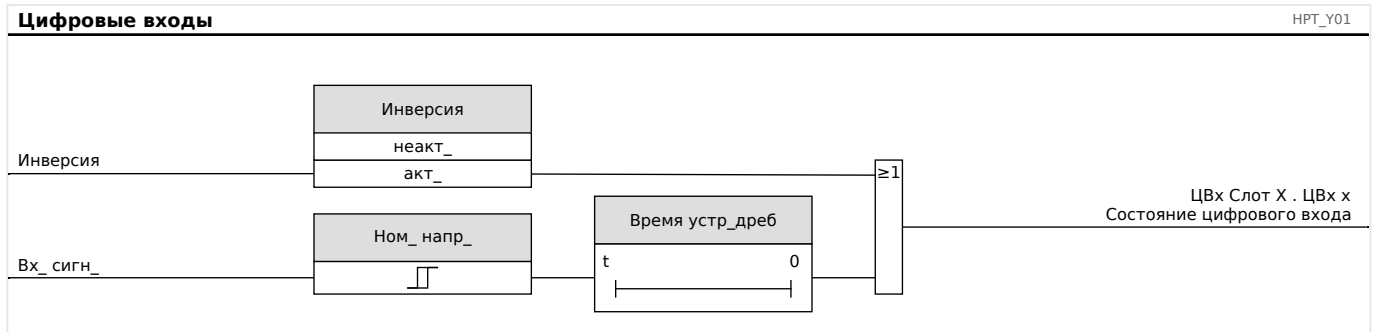 Цифровые входы
HPT_Y01
Инверсия
неакт_
Инверсия
акт_
≥1
ЦВх Слот X . ЦВх x
Состояние цифрового входа
Время устр_дреб
Ном_ напр_
t 0
Вх_ сигн_